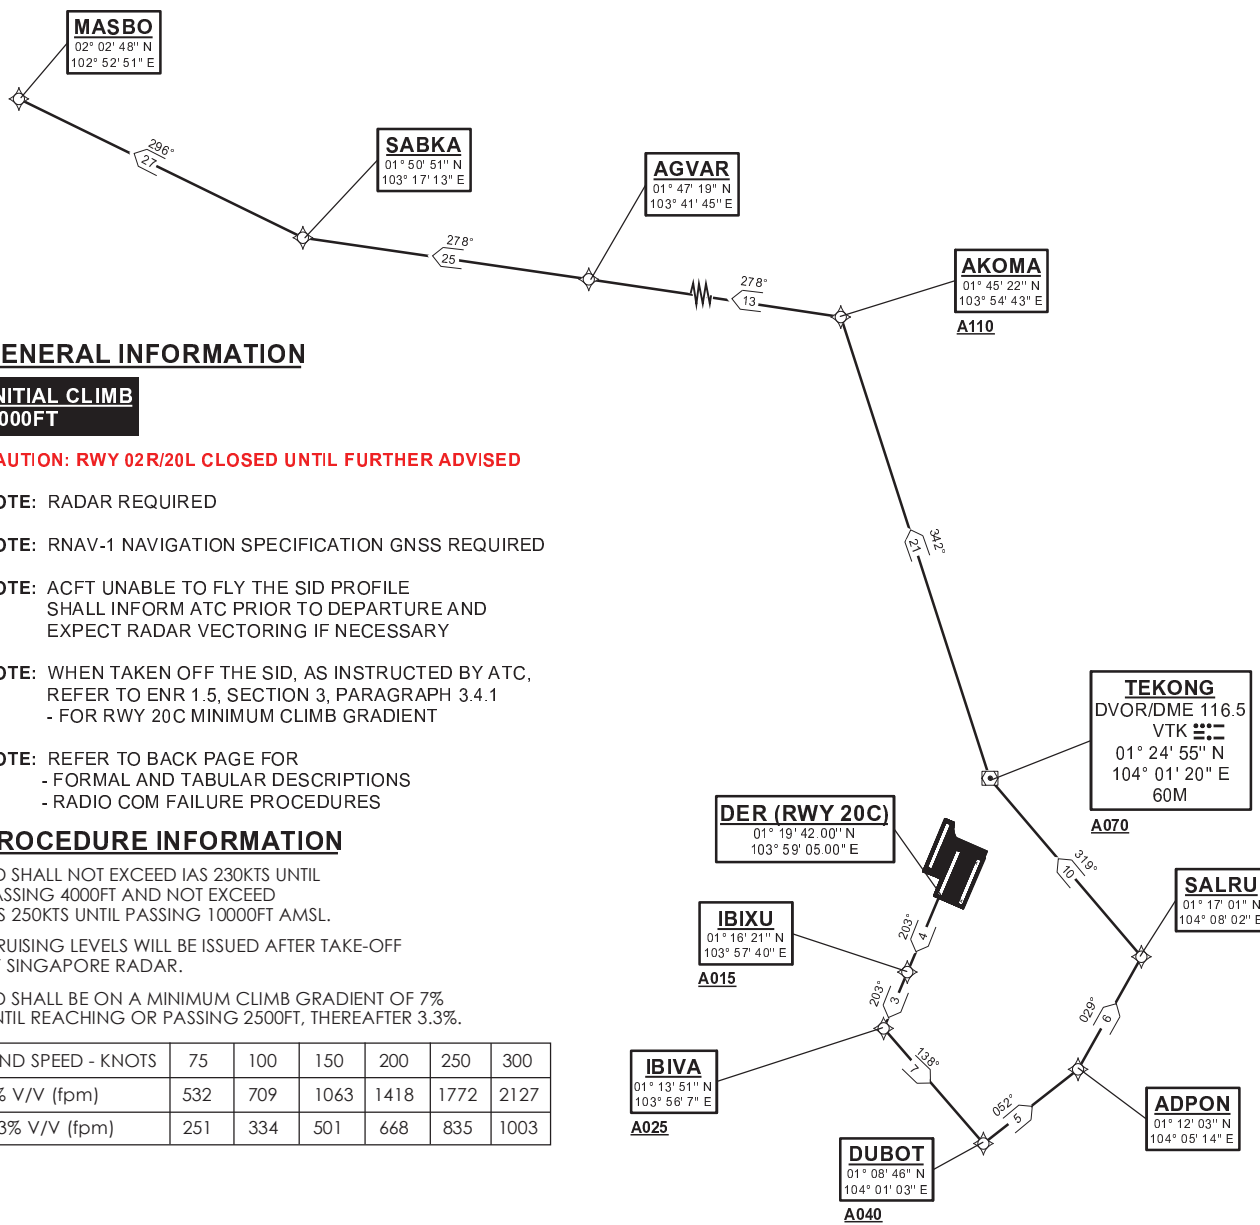 MASBO
02° 02' 48" N
102° 52' 51" E
296°
27
SABKA
01° 50' 51" N
103° 17' 13" E
278°
25
AGVAR
01° 47' 19" N
103° 41' 45" E
278°
13
AKOMA
01° 45' 22" N
103° 54' 43" E
A110
ENERAL INFORMATION
NITIAL CLIMB
000FT
AUTION: RWY 02R/20L CLOSED UNTIL FURTHER ADVISED
OTE: RADAR REQUIRED
OTE: RNAV-1 NAVIGATION SPECIFICATION GNSS REQUIRED
OTE: ACFT UNABLE TO FLY THE SID PROFILE
SHALL INFORM ATC PRIOR TO DEPARTURE AND
EXPECT RADAR VECTORING IF NECESSARY
OTE: WHEN TAKEN OFF THE SID, AS INSTRUCTED BY ATC,
REFER TO ENR 1.5, SECTION 3, PARAGRAPH 3.4.1
- FOR RWY 20C MINIMUM CLIMB GRADIENT
OTE: REFER TO BACK PAGE FOR
- FORMAL AND TABULAR DESCRIPTIONS
- RADIO COM FAILURE PROCEDURES
ROCEDURE INFORMATION
D SHALL NOT EXCEED IAS 230KTS UNTIL
ASSING 4000FT AND NOT EXCEED
S 250KTS UNTIL PASSING 10000FT AMSL.
RUISING LEVELS WILL BE ISSUED AFTER TAKE-OFF
Y SINGAPORE RADAR.
D SHALL BE ON A MINIMUM CLIMB GRADIENT OF 7%
NTIL REACHING OR PASSING 2500FT, THEREAFTER 3.3%.
ND SPEED - KNOTS 75 100 150 200 250 300
% V/V (fpm) 532 709 1063 1418 1772 2127
3% V/V (fpm) 251 334 501 668 835 1003
342°
21
TEKONG
DVOR/DME 116.5
VTK
01° 24' 55" N
104° 01' 20" E
60M
A070
319°
10
DER (RWY 20C)
01° 19' 42.00" N
103° 59' 05.00" E
SALRU
01° 17' 01" N
104° 08' 02" E
203°
4
IBIXU
01° 16' 21" N
103° 57' 40" E
A015
203°
3
029°
6
IBIVA
01° 13' 51" N
103° 56' 7" E
A025
138°
7
052°
5
ADPON
01° 12' 03" N
104° 05' 14" E
DUBOT
01° 08' 46" N
104° 01' 03" E
A040